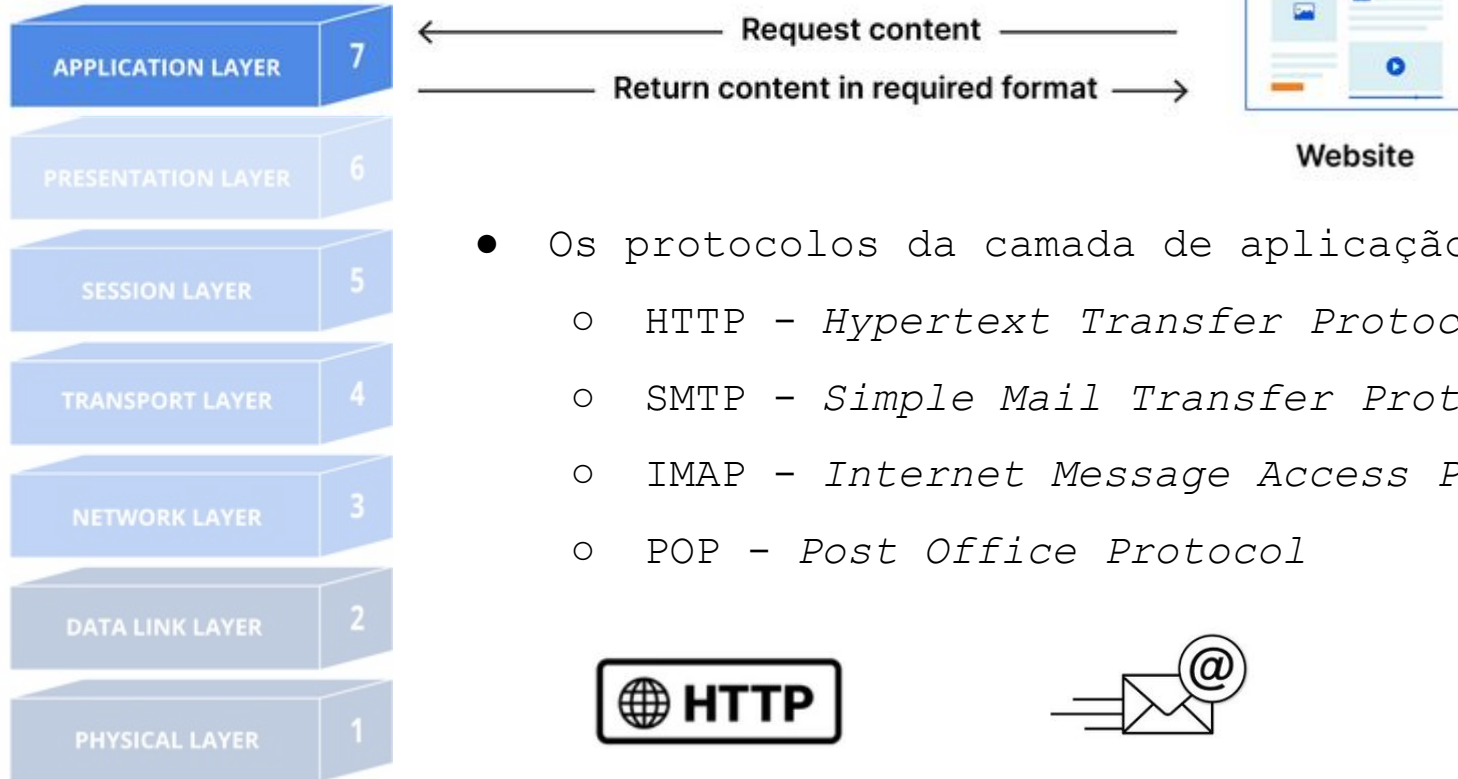 APPLICATION LAYER 7
PRESENTATION LAYER 6
SESSION LAYER 5
TRANSPORT LAYER 4
NETWORK LAYER 3
DATA LINK LAYER 2
PHYSICAL LAYER 1
Request content
Return content in required format
Website
● Os protocolos da camada de aplicação
○ HTTP - Hypertext Transfer Protoc
○ SMTP - Simple Mail Transfer Prot
○ IMAP - Internet Message Access P
○ POP - Post Office Protocol
HTTP
@